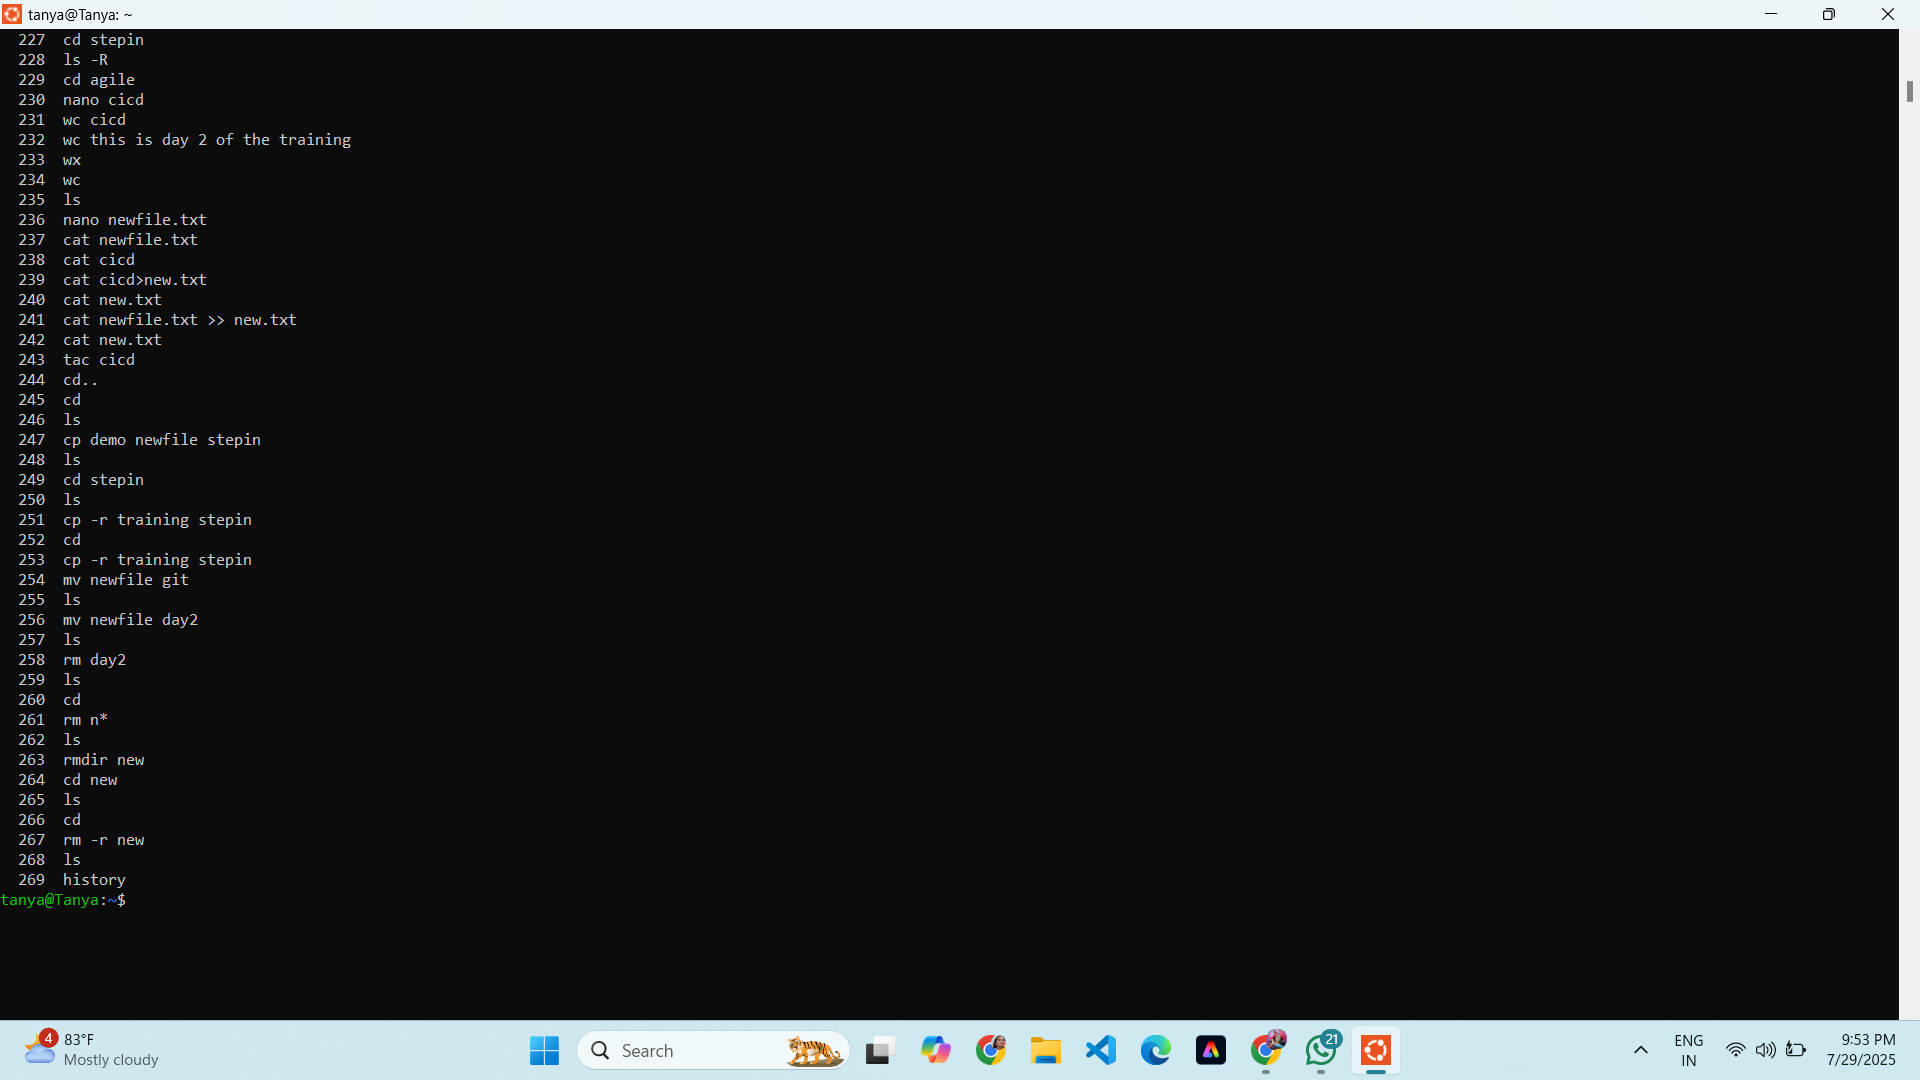 tanya@Tanya: ~
227  cd stepin
228  ls -R
229  cd agile
230  nano cicd
231  wc cicd
232  wc this is day 2 of the training
233  wx
234  wc
235  ls
236  nano newfile.txt
237  cat newfile.txt
238  cat cicd
239  cat cicd>new.txt
240  cat new.txt
241  cat newfile.txt >> new.txt
242  cat new.txt
243  tac cicd
244  cd..
245  cd
246  ls
247  cp demo newfile stepin
248  ls
249  cd stepin
250  ls
251  cp -r training stepin
252  cd
253  cp -r training stepin
254  mv newfile git
255  ls
256  mv newfile day2
257  ls
258  rm day2
259  ls
260  cd
261  rm n*
262  ls
263  rmdir new
264  cd new
265  ls
266  cd
267  rm -r new
268  ls
269  history
tanya@Tanya:~$
4
83°F
Mostly cloudy
Search
21
ENG
IN
9:53 PM
7/29/2025